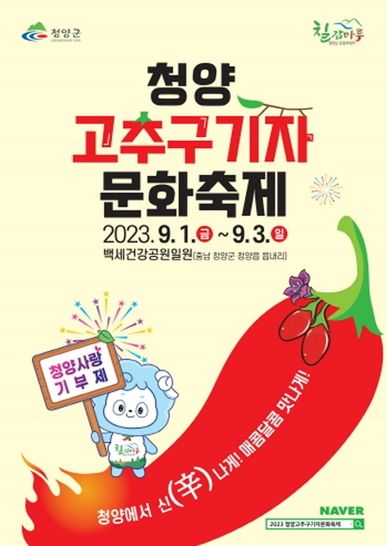 청양군
칠갑마루
청양
고추구기자
문화축제
2023. 9. 1. 금 ~ 9. 3. 일
백세건강공원일원(충남 청양군 청양읍 읍내리)
청양사랑
기부제
칠갑마루
청양에서 신(辛)나게! 매콤달콤 맛나게!
NAVER
2023 청양고추구기자문화축제